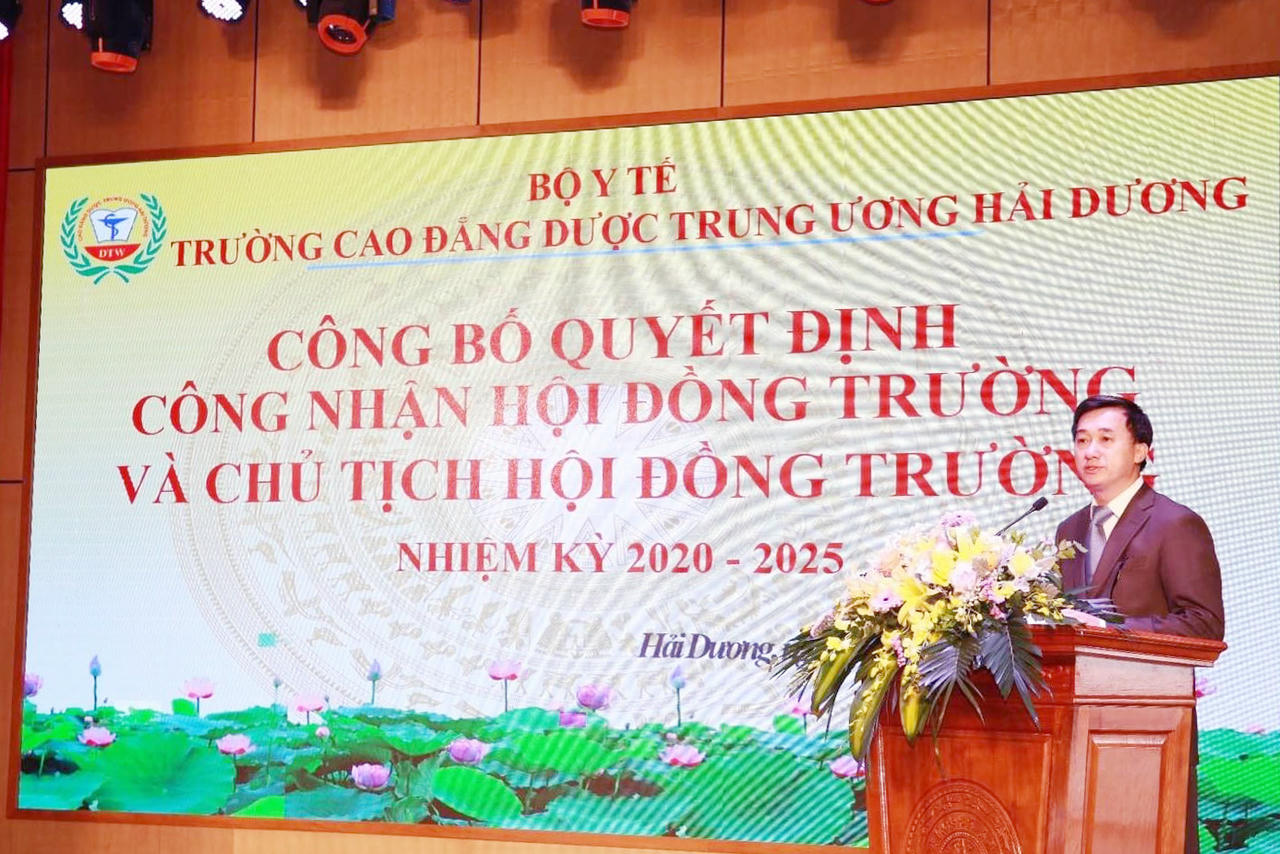 BỘ Y TẾ
TRƯỜNG CAO ĐẲNG DƯỢC TRUNG ƯƠNG HẢI DƯƠNG
DTW
CÔNG BỐ QUYẾT ĐỊNH
CÔNG NHẬN HỘI ĐỒNG TRƯỜNG
VÀ CHỦ TỊCH HỘI ĐỒNG TRƯỜNG
NHIỆM KỲ 2020 - 2025
Hải Dương,